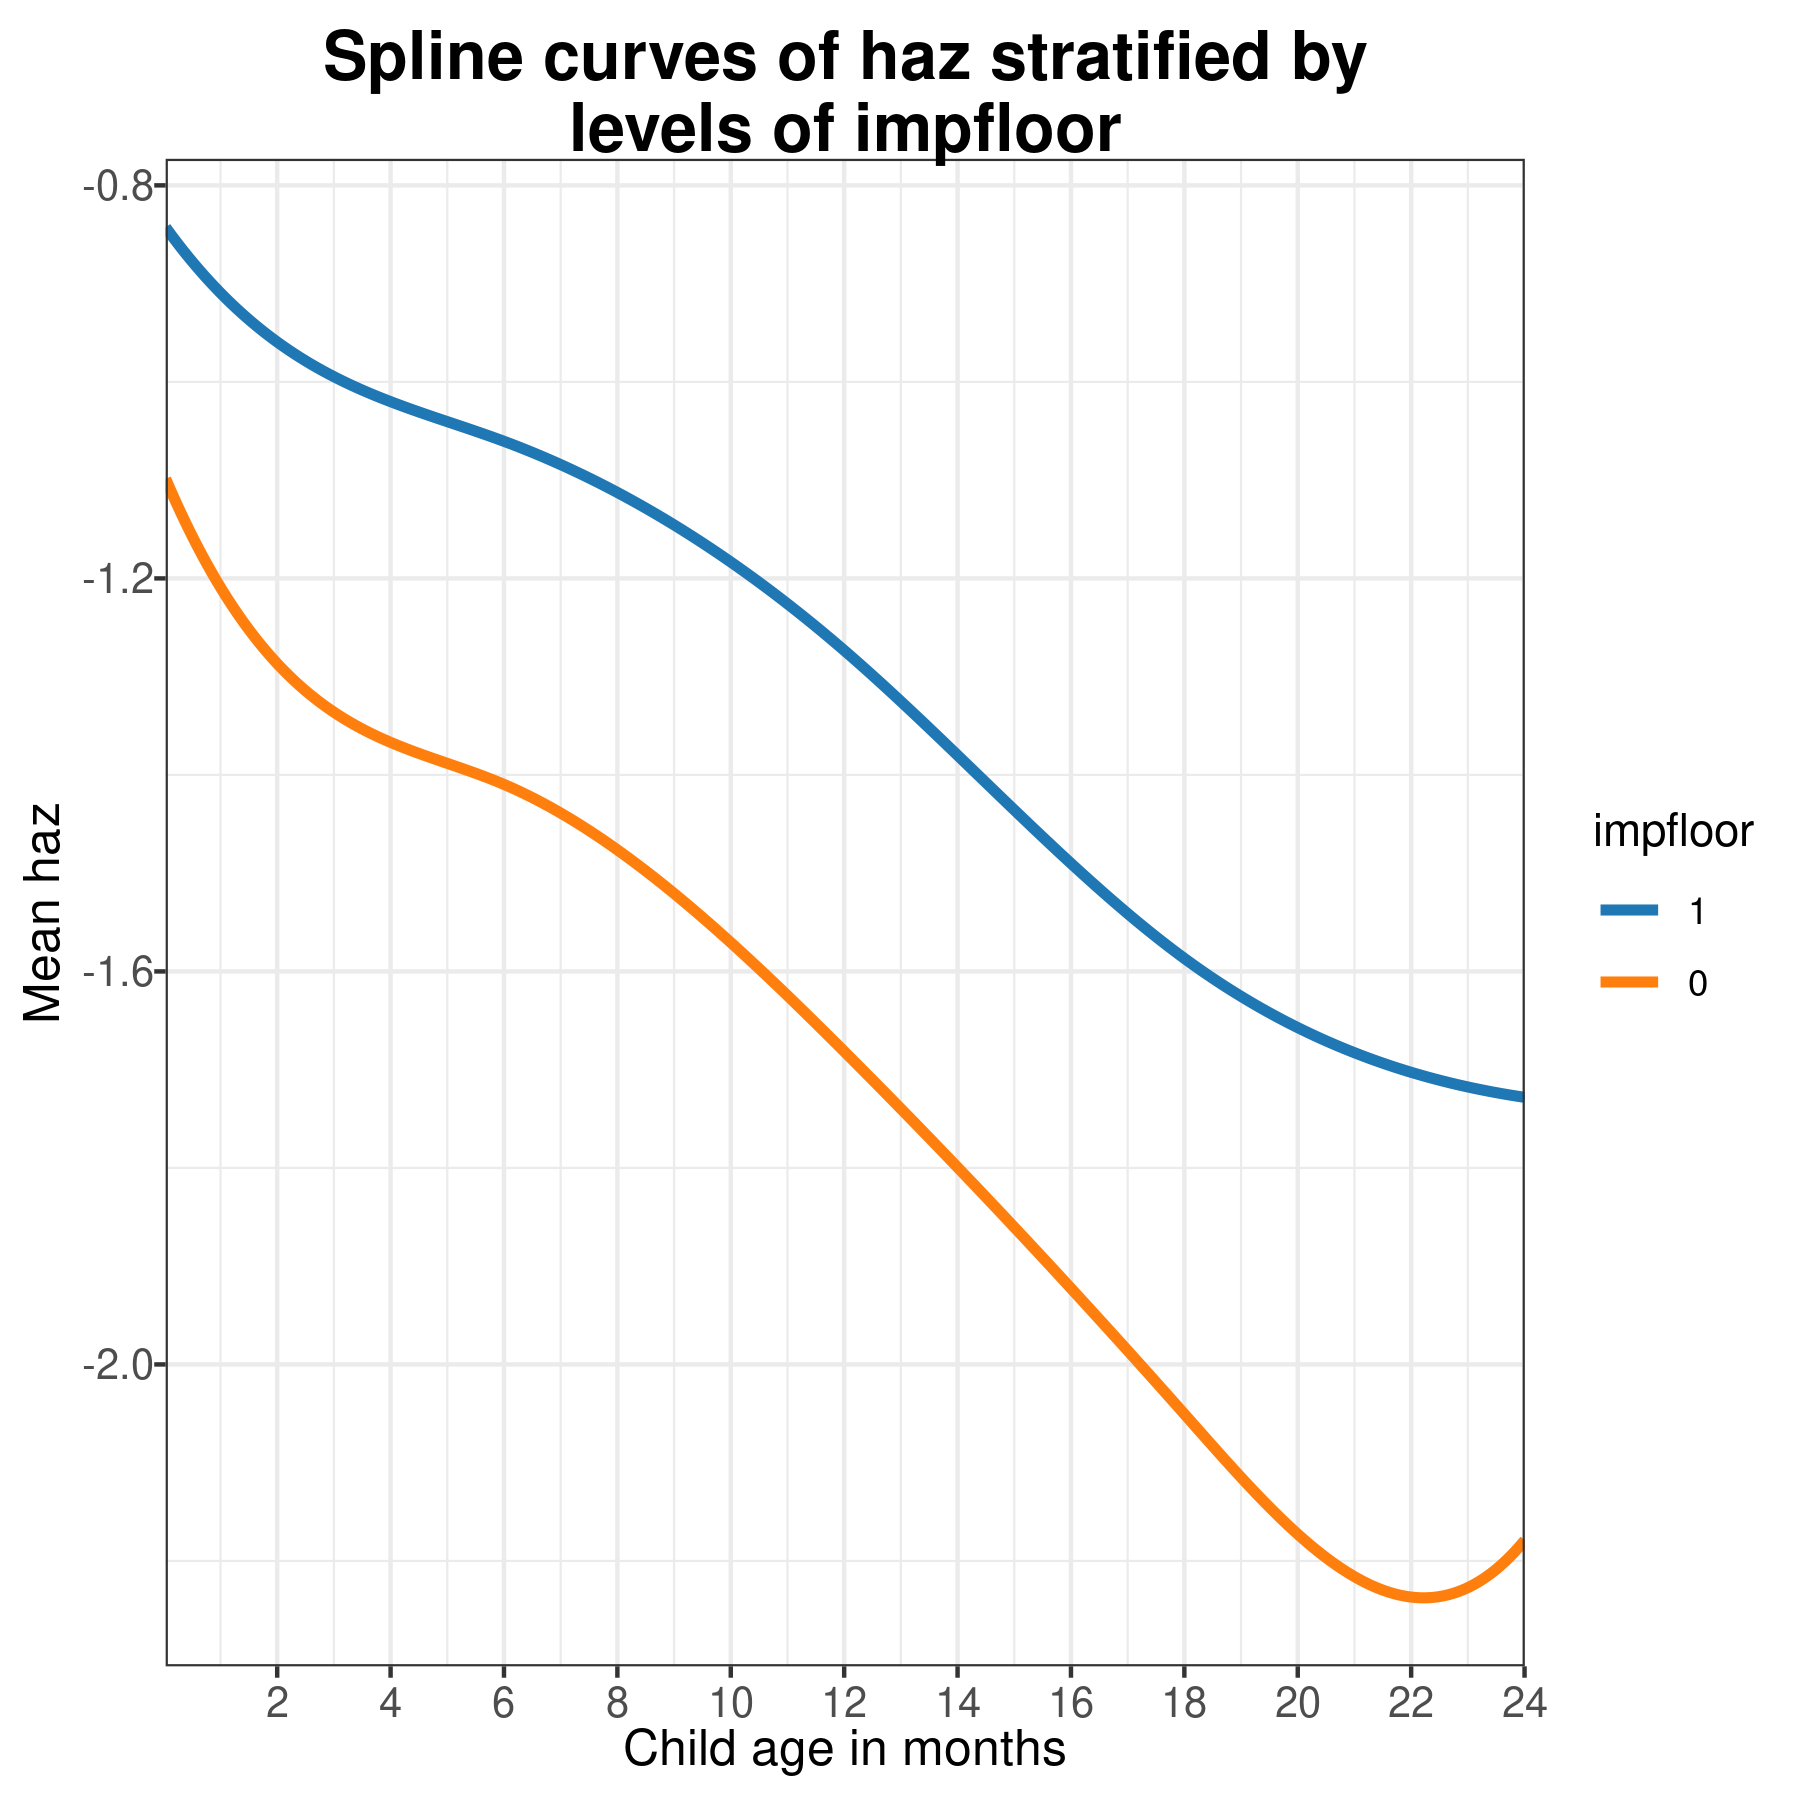 Spline curves of haz stratified by
levels of impfloor
-0.8
-1.2
-1.6
-2.0
Mean haz
2 4 6 8 10 12 14 16 18 20 22 24
Child age in months
impfloor
1
0